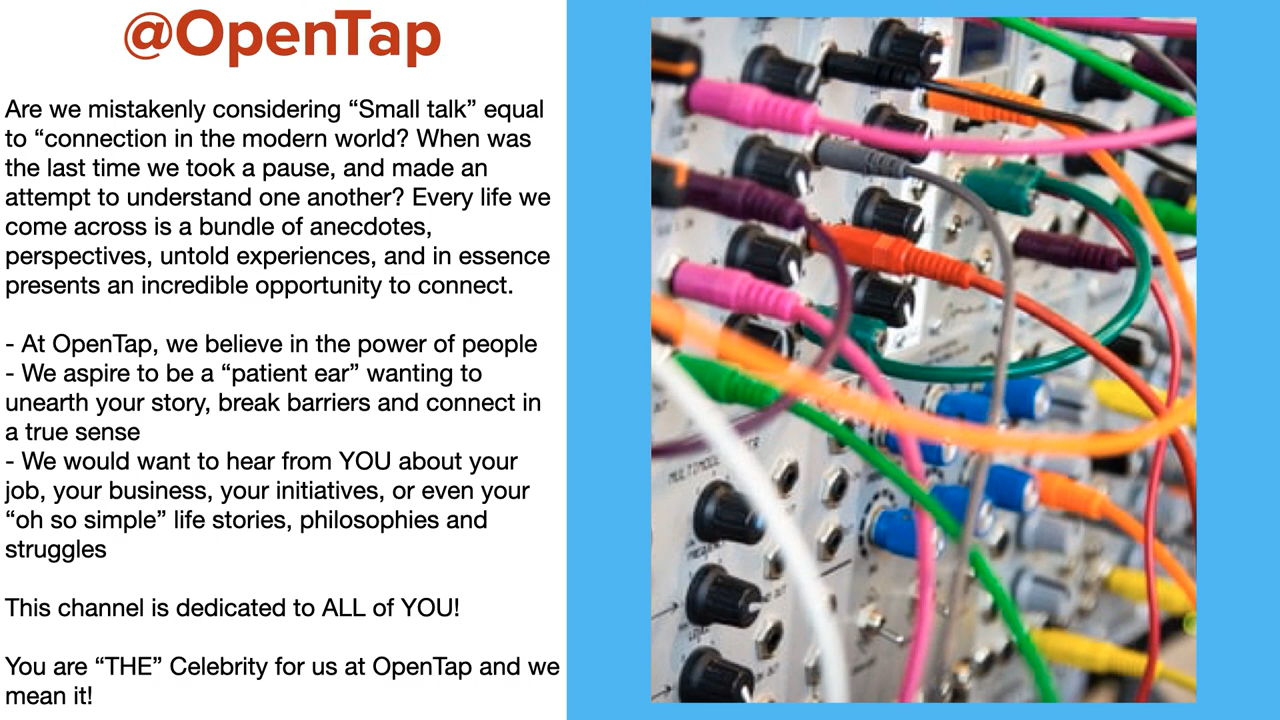 @OpenTap
Are we mistakenly considering “Small talk” equal
to “connection in the modern world? When was
the last time we took a pause, and made an
attempt to understand one another? Every life we
come across is a bundle of anecdotes,
perspectives, untold experiences, and in essence
presents an incredible opportunity to connect.
- At OpenTap, we believe in the power of people
- We aspire to be a “patient ear” wanting to
unearth your story, break barriers and connect in
a true sense
- We would want to hear from YOU about your
job, your business, your initiatives, or even your
“oh so simple” life stories, philosophies and
struggles
This channel is dedicated to ALL of YOU!
You are “THE” Celebrity for us at OpenTap and we
mean it!